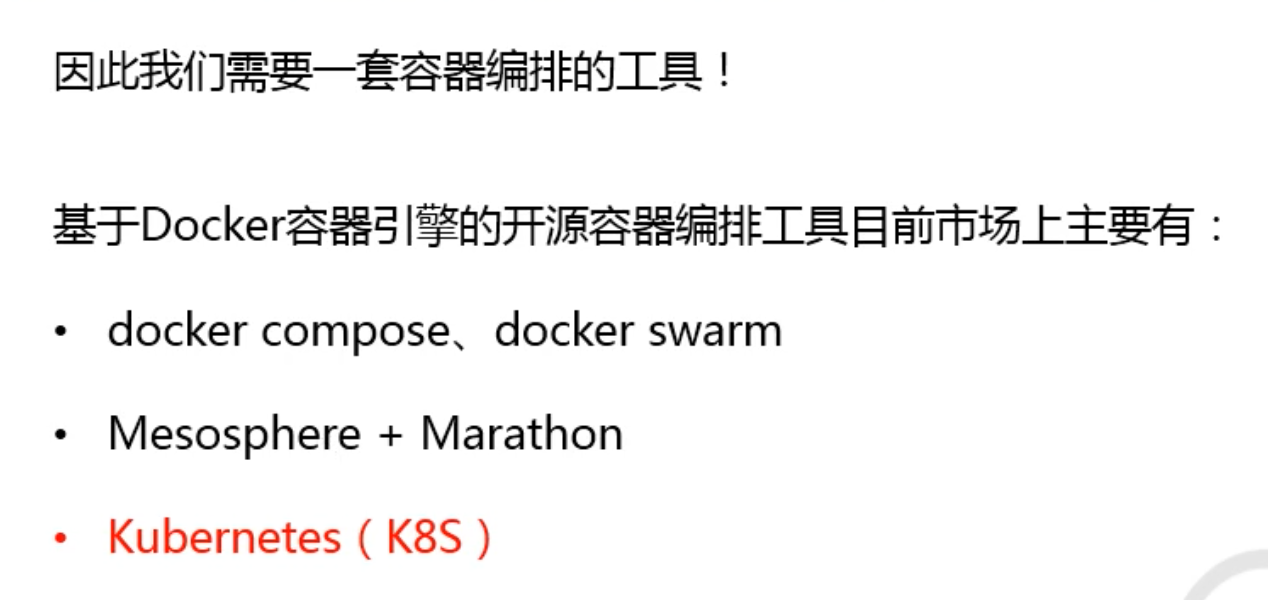 因此我们需要一套容器编排的工具！
基于Docker容器引擎的开源容器编排工具目前市场上主要有：
• docker compose、docker swarm
• Mesosphere + Marathon
• Kubernetes（K8S）